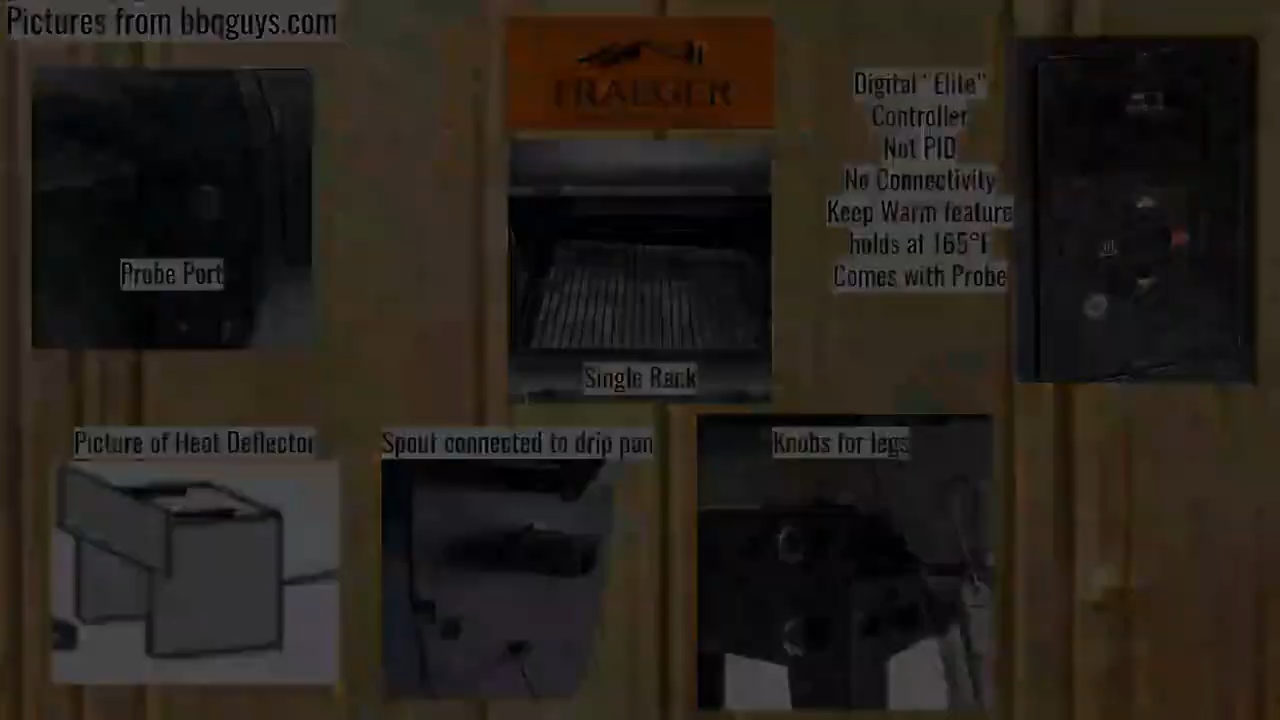 Pictures from bbqguys.com
TRAEGER
Digital "Elite"
Controller
Not PID
No Connectivity
Keep Warm feature
holds at 165°F
Comes with Probe
Probe Port
Single Rack
Picture of Heat Deflector
Spout connected to drip pan
Knobs for legs